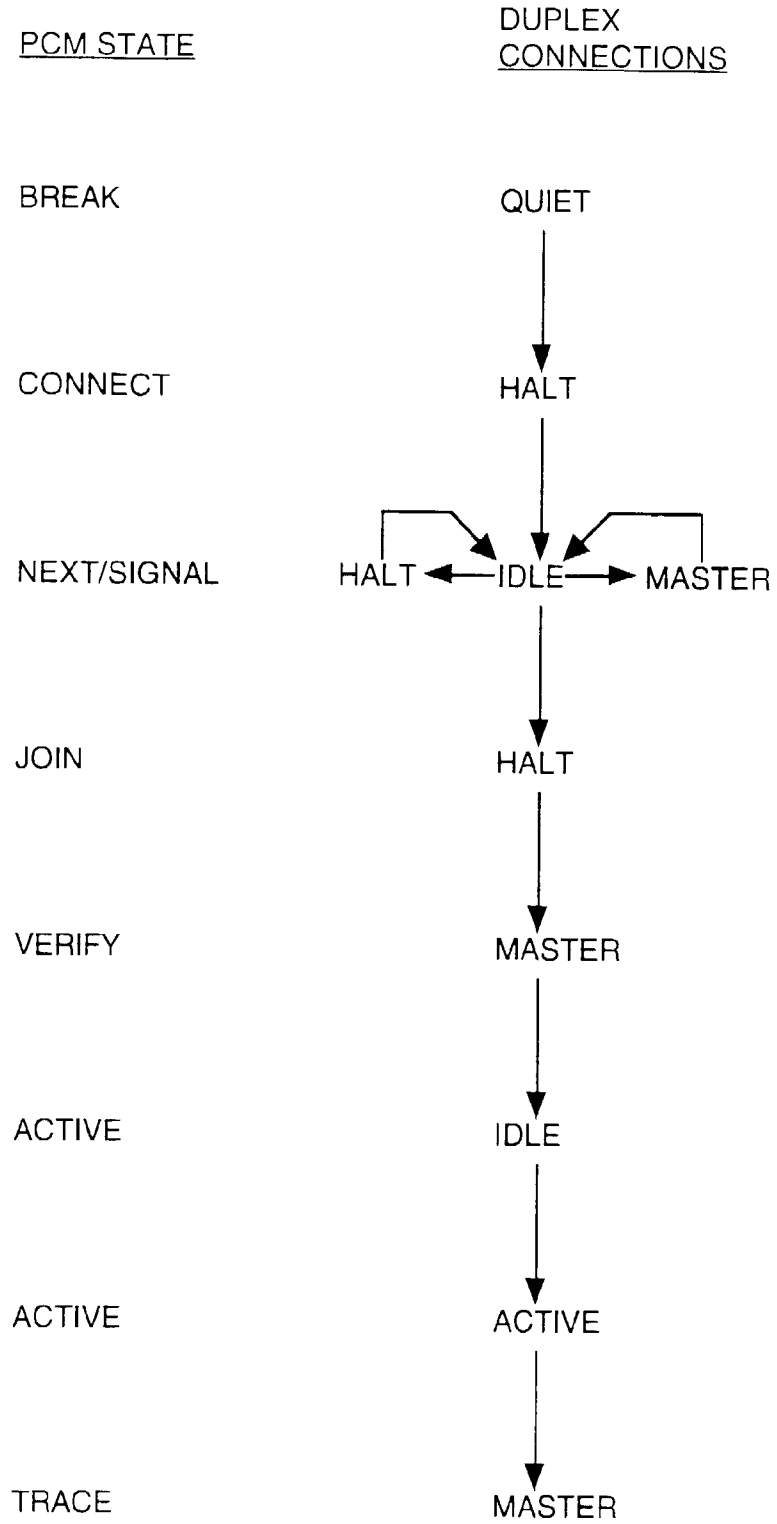 PCM STATE
DUPLEX
CONNECTIONS
BREAK QUIET
CONNECT HALT
NEXT/SIGNAL HALT IDLE MASTER
JOIN HALT
VERIFY MASTER
ACTIVE IDLE
ACTIVE ACTIVE
TRACE MASTER